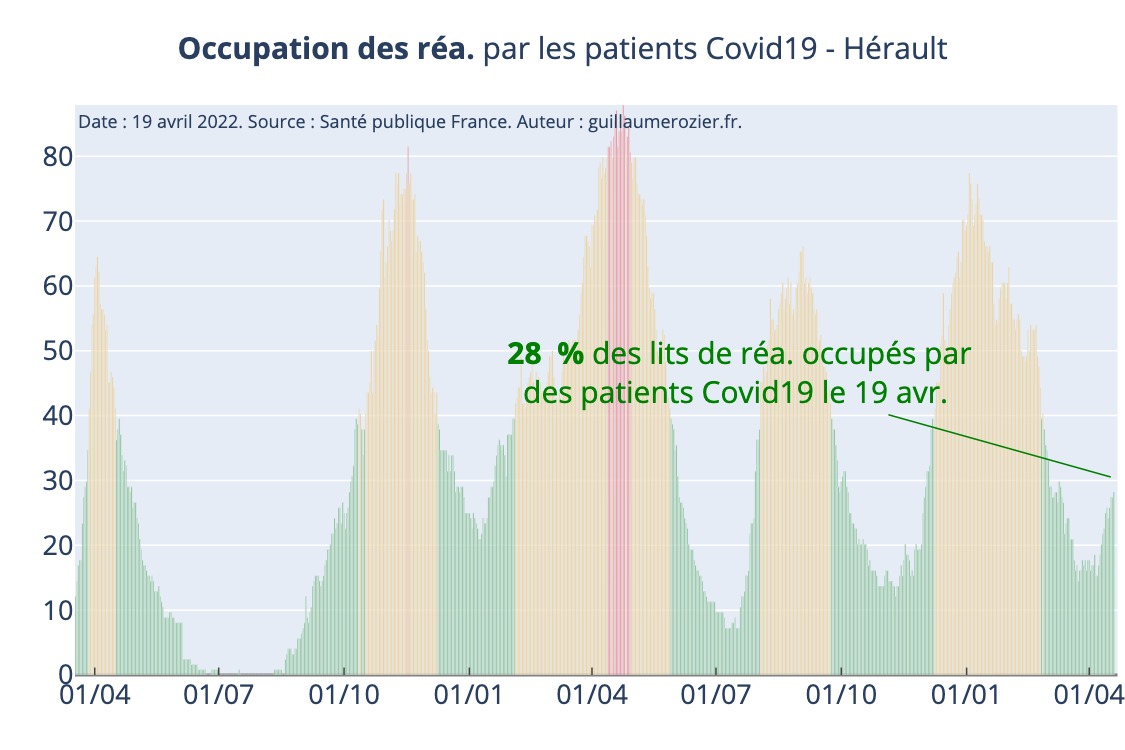 Occupation des réa. par les patients Covid19 - Hérault
Date : 19 avril 2022. Source : Santé publique France. Auteur : guillaumerozier.fr.
80
70
60
50
28 % des lits de réa. occupés par
des patients Covid19 le 19 avr.
40
30
20
10
0
01/04 01/07 01/10 01/01 01/04 01/07 01/10 01/01 01/04